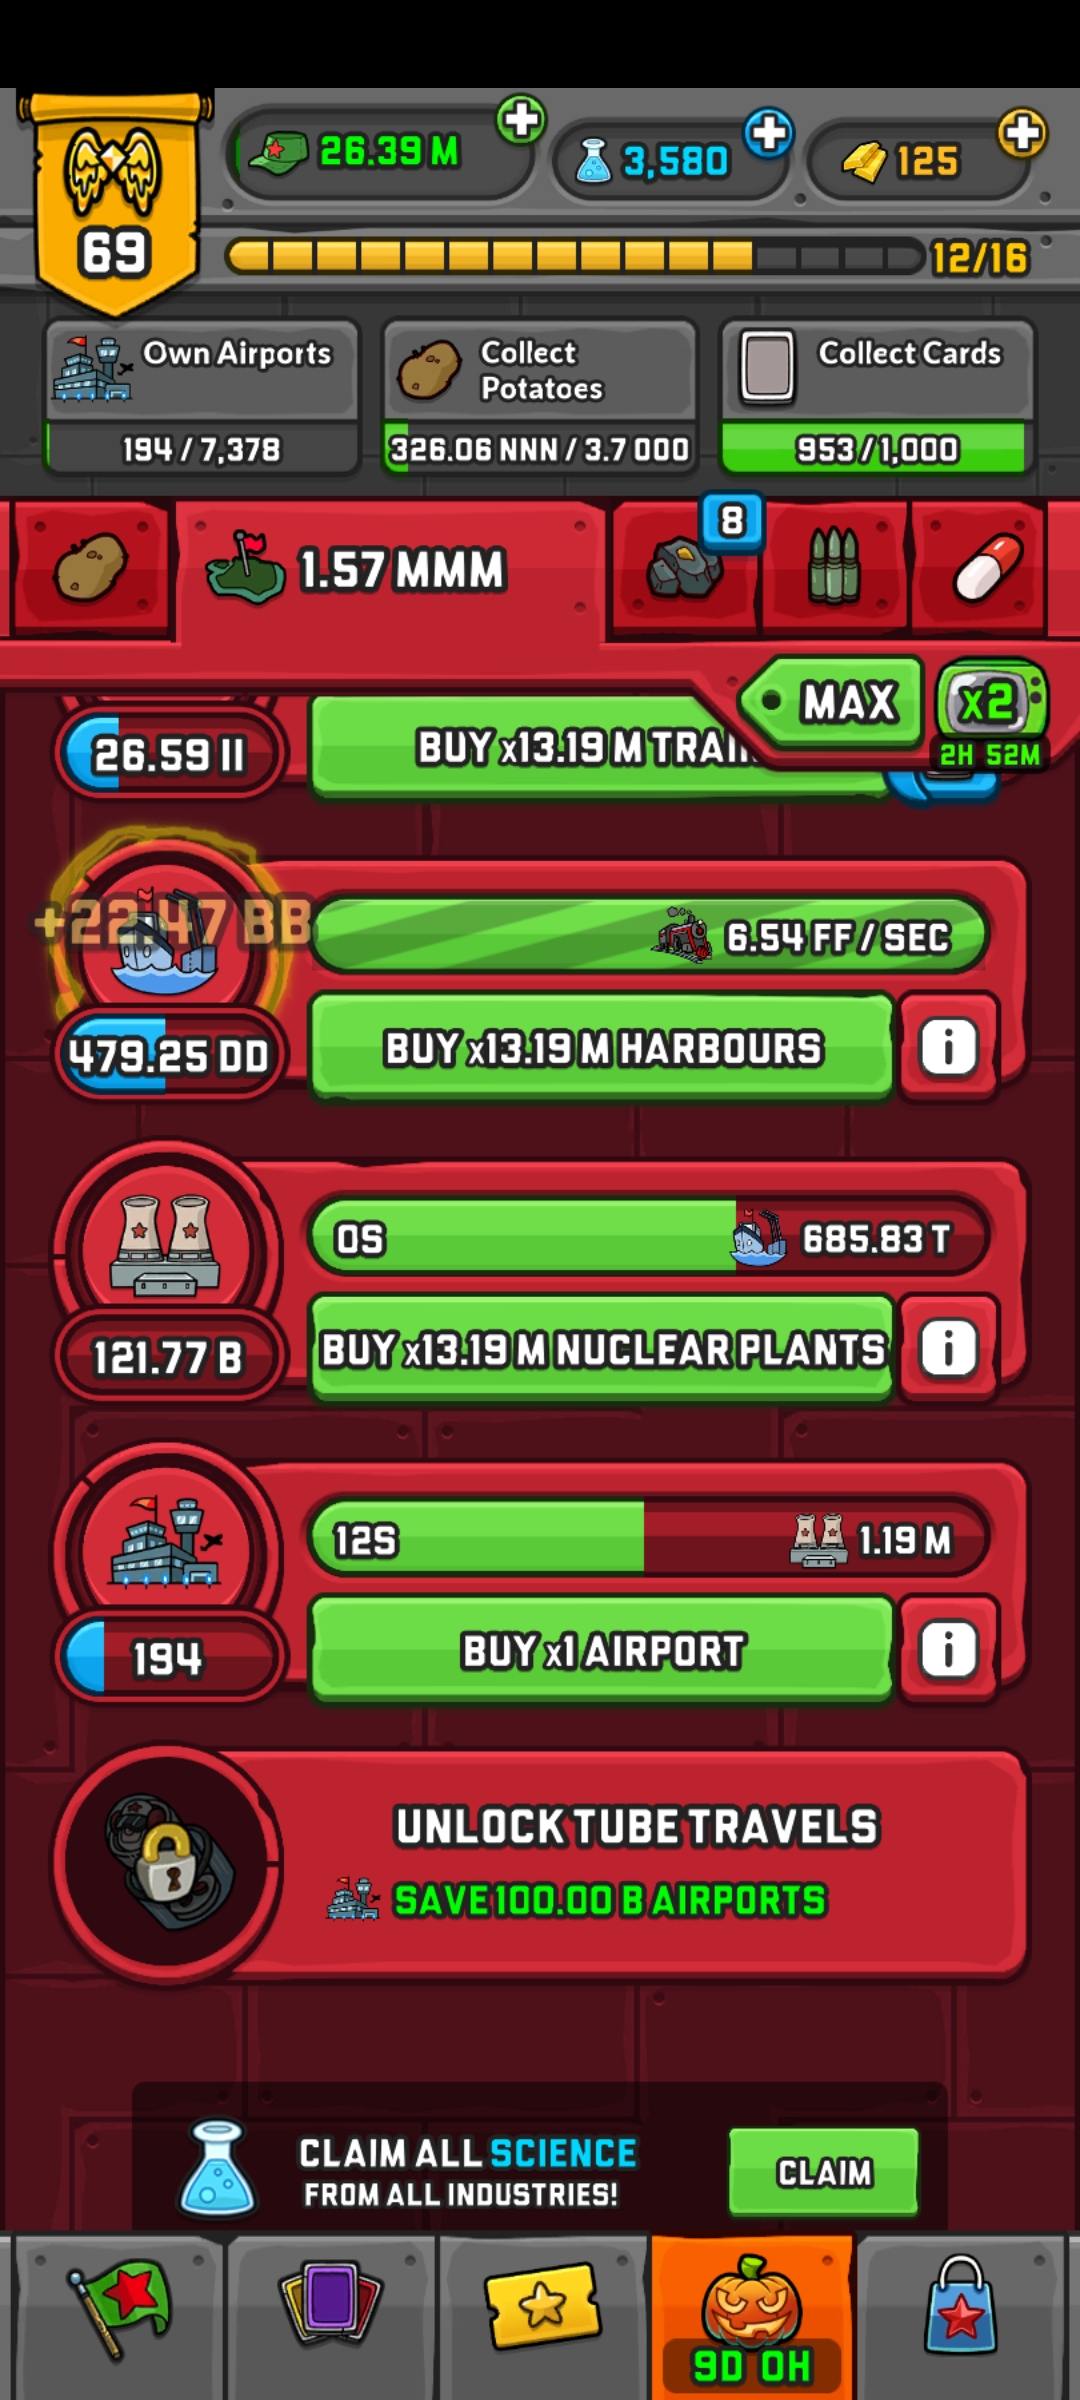 26.39 M
3,580
125
69
12/16
Own Airports
194 / 7,378
Collect
Potatoes
326.06 NNN / 3.7 OOO
Collect Cards
953 / 1,000
1.57 MMM
8
MAX
x2
2H 52M
26.59 II
BUY x13.19 M TRAI
+22.47 BB
6.54 FF / SEC
479.25 DD
BUY x13.19 M HARBOURS
i
0S
685.83 T
121.77 B
BUY x13.19 M NUCLEAR PLANTS
i
12S
1.19 M
194
BUY x1 AIRPORT
i
UNLOCK TUBE TRAVELS
SAVE 100.00 B AIRPORTS
CLAIM ALL SCIENCE
FROM ALL INDUSTRIES!
CLAIM
9D 0H